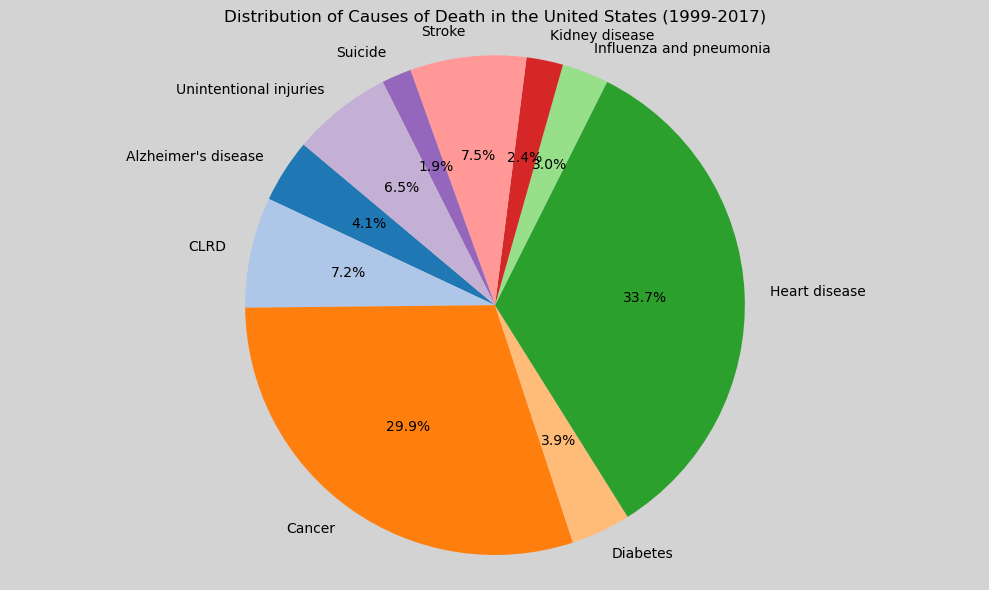 Distribution of Causes of Death in the United States (1999-2017)
Stroke
Kidney disease
Influenza and pneumonia
Suicide
Unintentional injuries
Alzheimer's disease
CLRD
Heart disease
Cancer
Diabetes
7.5%
2.4%
3.0%
1.9%
6.5%
4.1%
7.2%
33.7%
29.9%
3.9%